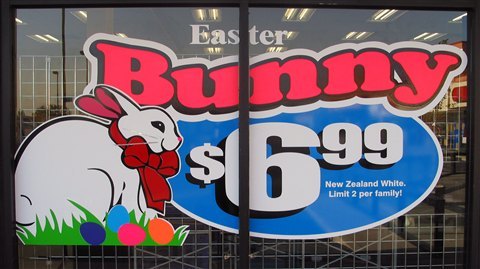 Easter
Bunny
$6.99
New Zealand White.
Limit 2 per family!